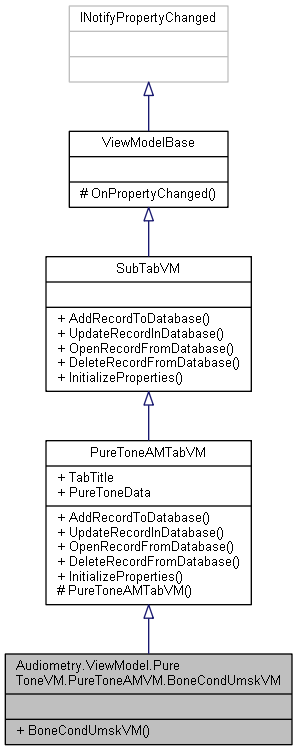 INotifyPropertyChanged
ViewModelBase
# OnPropertyChanged()
SubTabVM
+ AddRecordToDatabase()
+ UpdateRecordInDatabase()
+ OpenRecordFromDatabase()
+ DeleteRecordFromDatabase()
+ InitializeProperties()
PureToneAMTabVM
+ TabTitle
+ PureToneData
+ AddRecordToDatabase()
+ UpdateRecordInDatabase()
+ OpenRecordFromDatabase()
+ DeleteRecordFromDatabase()
+ InitializeProperties()
# PureToneAMTabVM()
Audiometry.ViewModel.Pure
ToneVM.PureToneAMVM.BoneCondUmskVM
+ BoneCondUmskVM()